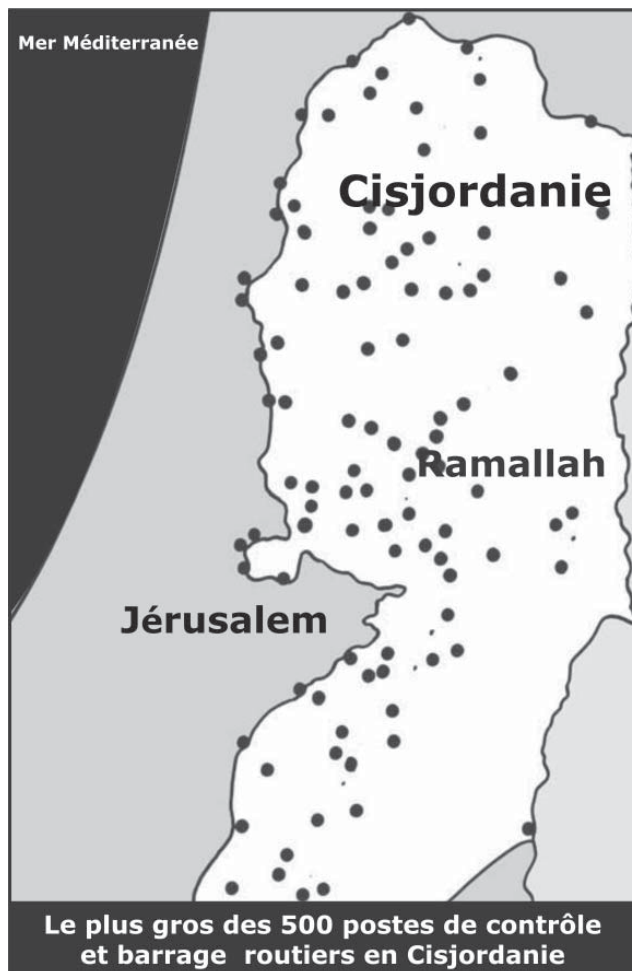 Mer Méditerranée
Cisjordanie
Ramallah
Jérusalem
Le plus gros des 500 postes de contrôle
et barrage routiers en Cisjordanie